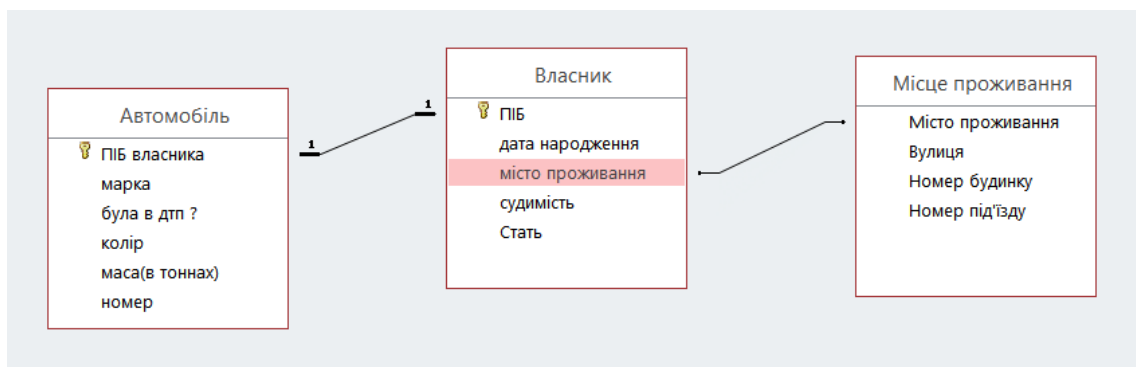 Автомобіль
ПІБ власника
марка
була в дтп ?
колір
маса(в тоннах)
номер
1
1
Власник
ПІБ
дата народження
місто проживання
судимість
Стать
Місце проживання
Місто проживання
Вулиця
Номер будинку
Номер під'їзду